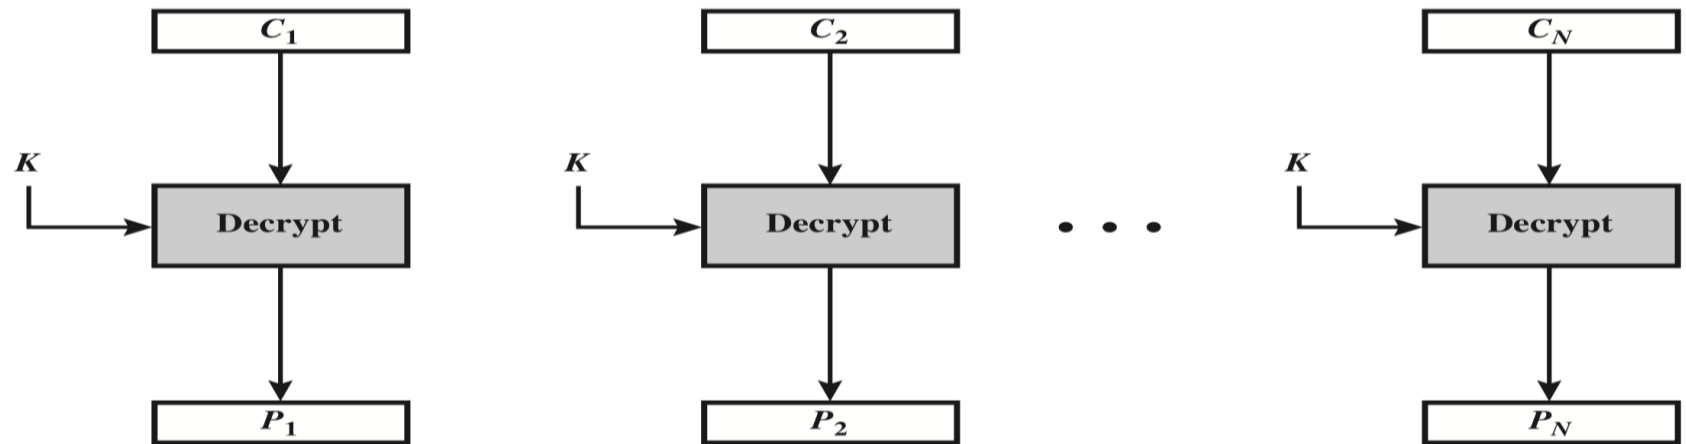 C1 C2 CN
K K K
Decrypt Decrypt • • • Decrypt
P1 P2 PN